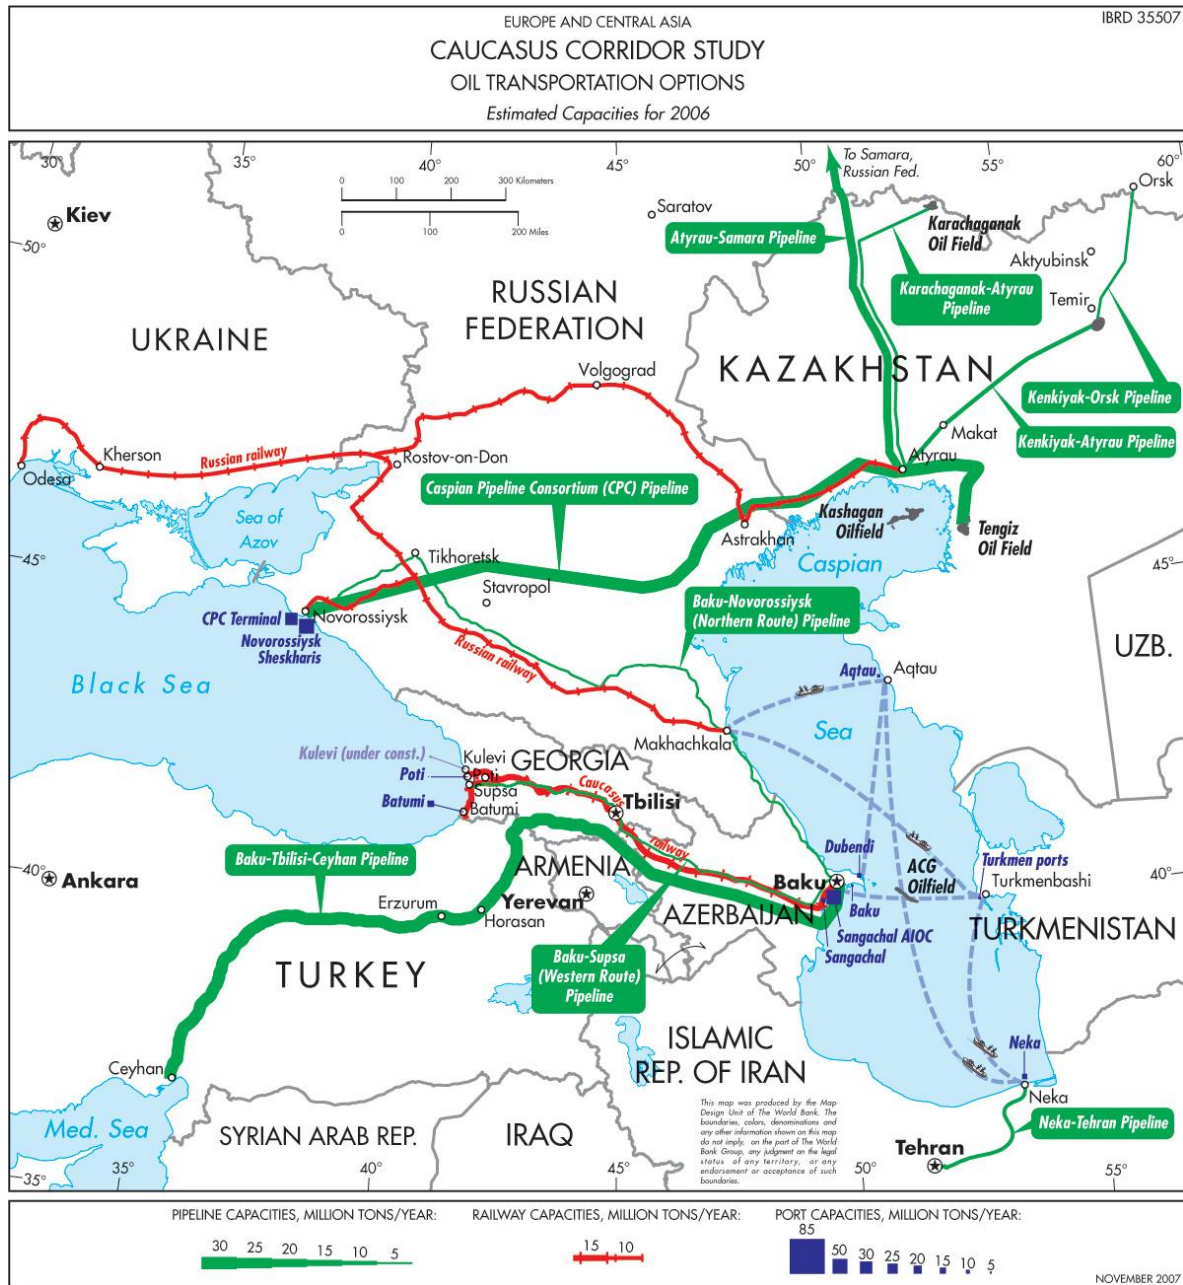 EUROPE AND CENTRAL ASIA
IBRD 35507
CAUCASUS CORRIDOR STUDY
OIL TRANSPORTATION OPTIONS
Estimated Capacities for 2006
30°
35°
40°
45°
50°
55°
60°
To Samara,
Russian Fed.
Orsk
0 100 200 300 Kilometers
0 100 200 Miles
Kiev
Saratov
Karachaganak
Oil Field
Atyrau-Samara Pipeline
50°
Aktyubinsk
Karachaganak-Atyrau
Pipeline
Temir
RUSSIAN
FEDERATION
UKRAINE
KAZAKHSTAN
Volgograd
Kenkiyak-Orsk Pipeline
Makat
Kenkiyak-Atyrau Pipeline
Kherson
Russian railway
Rostov-on-Don
Atyrau
Odesa
Caspian Pipeline Consortium (CPC) Pipeline
Kashagan
Oilfield
Sea of
Azov
Astrakhan
Tengiz
Oil Field
Tikhoretsk
Caspian
45°
45°
Stavropol
Baku-Novorossiysk
(Northern Route) Pipeline
CPC Terminal
Novorossiysk
Novorossiysk
Sheskharis
UZB.
Russian railway
Aqtau
Aqtau
Black Sea
Sea
Makhachkala
Kulevi (under const.)
Kulevi
GEORGIA
Poti
Poti
Supsa
Caucasus
railway
Tbilisi
Batumi
Batumi
Baku-Tbilisi-Ceyhan Pipeline
ARMENIA
Dubendi
ACG
Oilfield
Turkmen ports
40°
40°
Ankara
Baku
Turkmenbashi
Erzurum
Yerevan
Horasan
AZERBAIJAN
Baku
TURKMENISTAN
Sangachal AIOC
Sangachal
Baku-Supsa
(Western Route)
Pipeline
TURKEY
ISLAMIC
REP. OF IRAN
Neka
Ceyhan
Neka
This map was produced by the Map
Design Unit of The World Bank. The
boundaries, colors, denominations and
any other information shown on this map
do not imply, on the part of The World
Bank Group, any judgment on the legal
status of any territory, or any
endorsement or acceptance of such
boundaries.
Med. Sea
SYRIAN ARAB REP.
IRAQ
Neka-Tehran Pipeline
Tehran
35°
35°
40°
45°
50°
55°
PIPELINE CAPACITIES, MILLION TONS/YEAR:
30 25 20 15 10 5
RAILWAY CAPACITIES, MILLION TONS/YEAR:
15 10
PORT CAPACITIES, MILLION TONS/YEAR:
85 50 30 25 20 15 10 5
NOVEMBER 2007